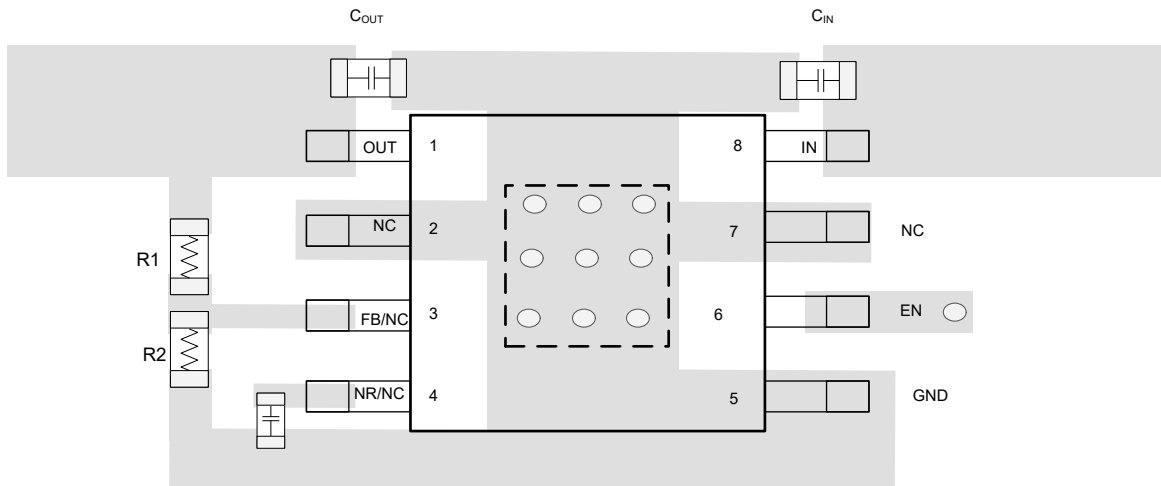 COUT
CIN
OUT
1
8
IN
NC
2
7
NC
R1
FB/NC
3
6
EN
R2
NR/NC
4
5
GND